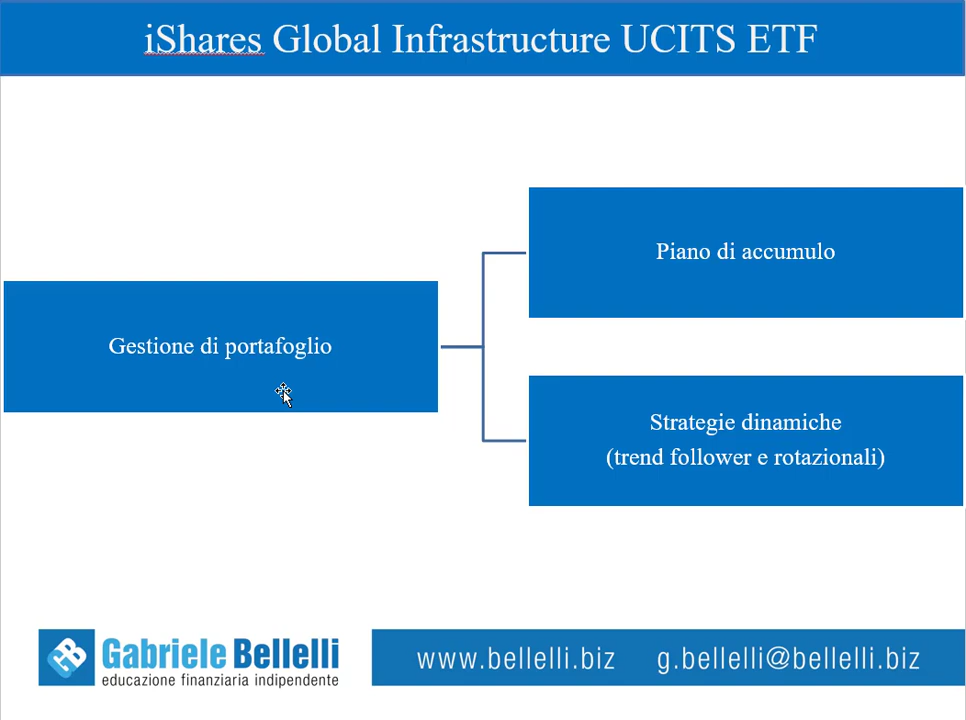 iShares Global Infrastructure UCITS ETF
Piano di accumulo
Gestione di portafoglio
Strategie dinamiche
(trend follower e rotazionali)
Gabriele Bellelli
educazione finanziaria indipendente
www.bellelli.biz g.bellelli@bellelli.biz